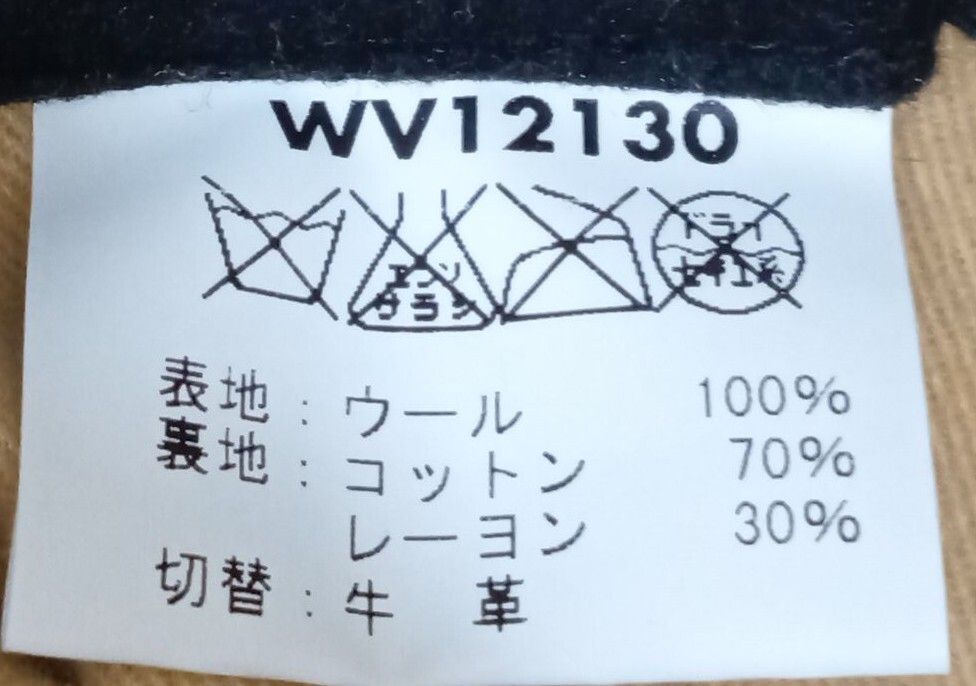 WV12130
エンソ
サラシ
ドライ
セキユ系
表地：ウール 100%
裏地：コットン 70%
レーヨン 30%
切替：牛 革